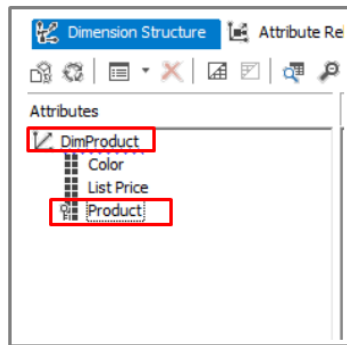 Dimension Structure
Attribute Re
Attributes
DimProduct
Color
List Price
Product